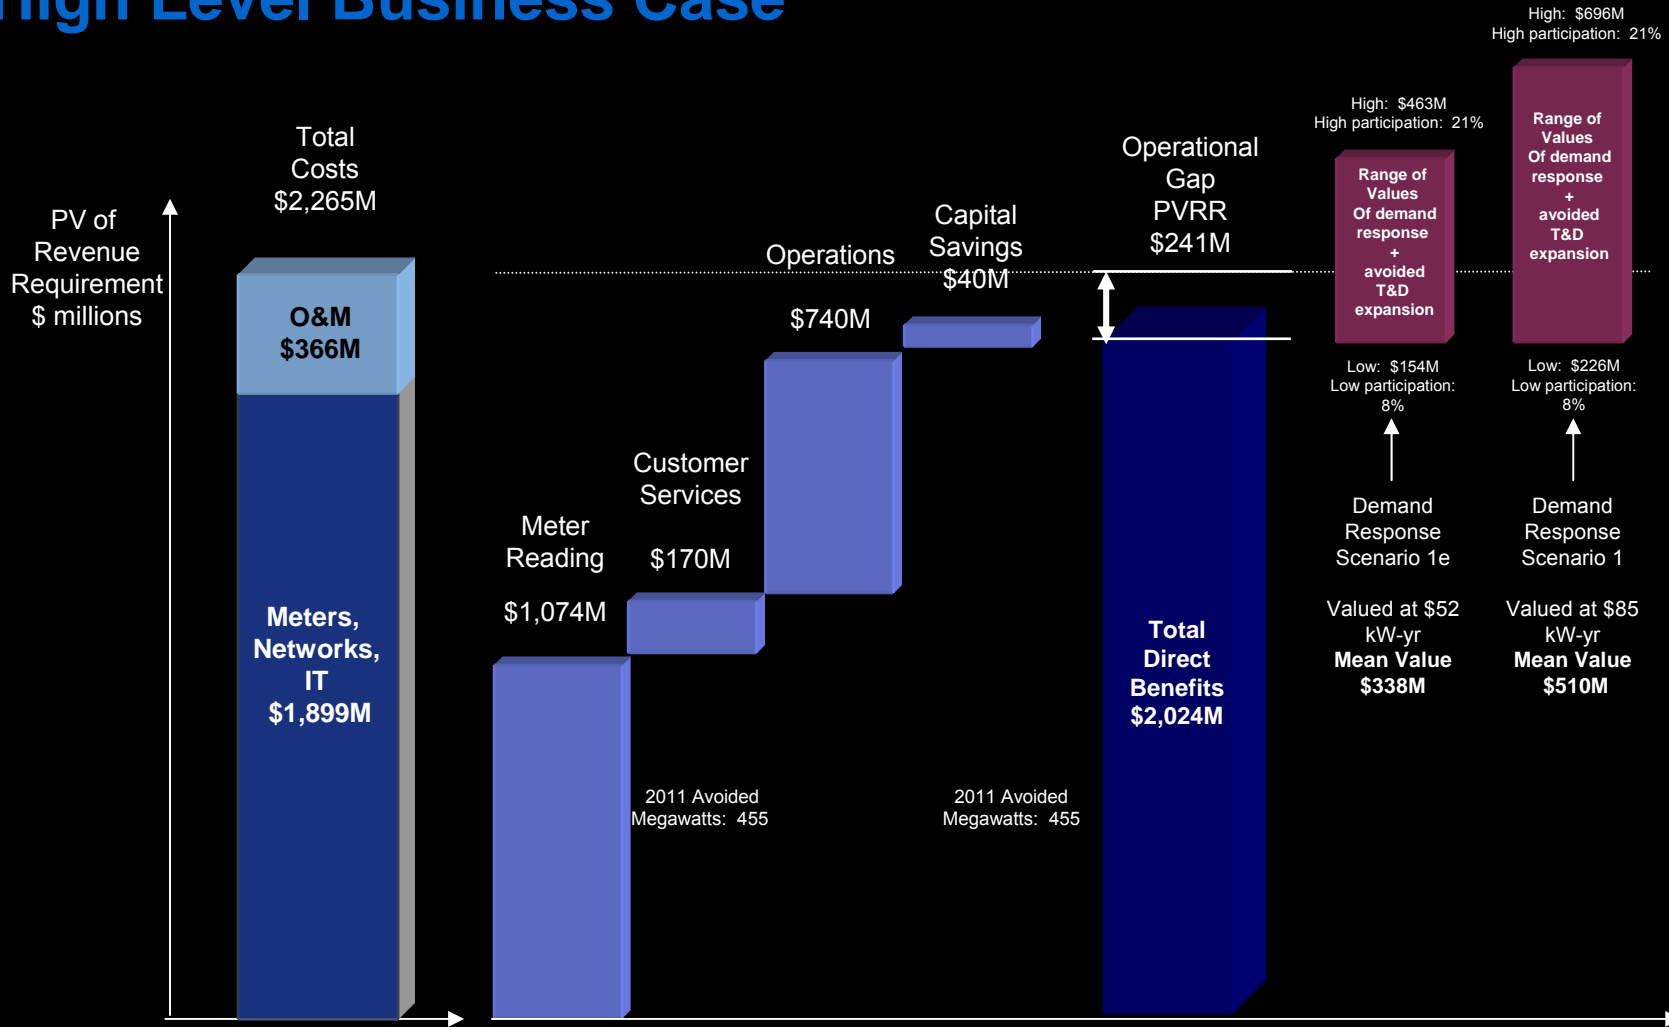 High Level Business Case
PV of
Revenue
Requirement
$ millions
Total
Costs
$2,265M
O&M
$366M
Meters,
Networks,
IT
$1,899M
Meter
Reading
$1,074M
Customer
Services
$170M
2011 Avoided
Megawatts: 455
Operations
$740M
Capital
Savings
$40M
2011 Avoided
Megawatts: 455
Operational
Gap
PVRR
$241M
Total
Direct
Benefits
$2,024M
High: $463M
High participation: 21%
Range of
Values
Of demand
response
+
avoided
T&D
expansion
Low: $154M
Low participation:
8%
Demand
Response
Scenario 1e
Valued at $52
kW-yr
Mean Value
$338M
High: $696M
High participation: 21%
Range of
Values
Of demand
response
+
avoided
T&D
expansion
Low: $226M
Low participation:
8%
Demand
Response
Scenario 1
Valued at $85
kW-yr
Mean Value
$510M